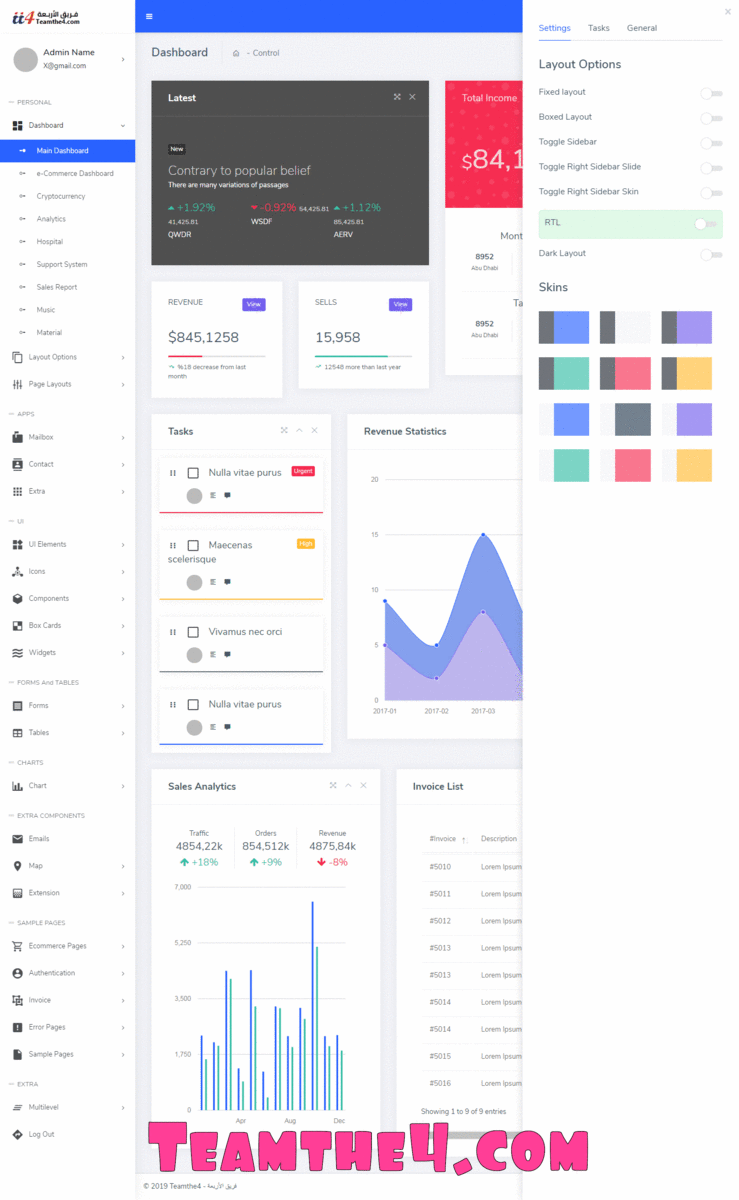 فريق الأربعة
Teamthe4.com
Admin Name
X@gmail.com
PERSONAL
Dashboard
Main Dashboard
e-Commerce Dashboard
Cryptocurrency
Analytics
Hospital
Support System
Sales Report
Music
Material
Layout Options
Page Layouts
APPS
Mailbox
Contact
Extra
UI
UI Elements
Icons
Components
Box Cards
Widgets
FORMS And TABLES
Forms
Tables
CHARTS
Chart
EXTRA COMPONENTS
Emails
Map
Extension
SAMPLE PAGES
Ecommerce Pages
Authentication
Invoice
Error Pages
Sample Pages
EXTRA
Multilevel
Log Out
Dashboard
- Control
Latest
New
Contrary to popular belief
There are many variations of passages
+1.92%
41,425.81
QWDR
-0.92% 54,425.81
WSDF
+1.12%
85,425.81
AERV
Total Income
$84,1
Mont
8952
Abu Dhabi
Ta
8952
Abu Dhabi
REVENUE
View
$845,1258
%18 decrease from last
month
SELLS
View
15,958
12548 more than last year
Tasks
Nulla vitae purus
Urgent
Maecenas
High
scelerisque
Vivamus nec orci
Nulla vitae purus
Revenue Statistics
20
15
10
5
0
2017-01 2017-02 2017-03
Sales Analytics
Traffic Orders Revenue
4854,22k 854,512k 4875,84k
+18% +9% -8%
7,000
5,250
3,500
1,750
0
Apr Aug Dec
Invoice List
#Invoice Description
#5010 Lorem Ipsum
#5011 Lorem Ipsum
#5012 Lorem Ipsum
#5013 Lorem Ipsum
#5013 Lorem Ipsum
#5014 Lorem Ipsum
#5014 Lorem Ipsum
#5015 Lorem Ipsum
#5016 Lorem Ipsum
Showing 1 to 9 of 9 entries
Settings Tasks General
Layout Options
Fixed layout
Boxed Layout
Toggle Sidebar
Toggle Right Sidebar Slide
Toggle Right Sidebar Skin
RTL
Dark Layout
Skins
Teamthe4.com
© 2019 Teamthe4 - فريق الأربعة